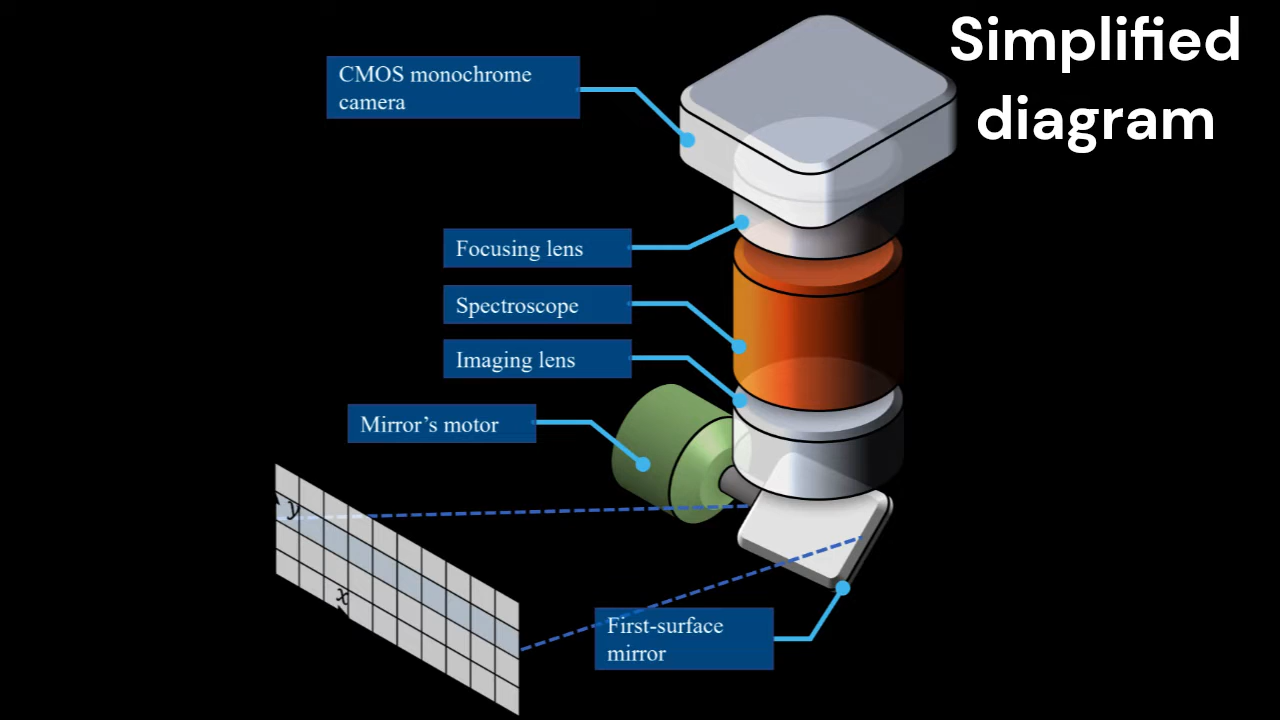 Simplified
diagram
CMOS monochrome
camera
Focusing lens
Spectroscope
Imaging lens
Mirror’s motor
y
x
First-surface
mirror